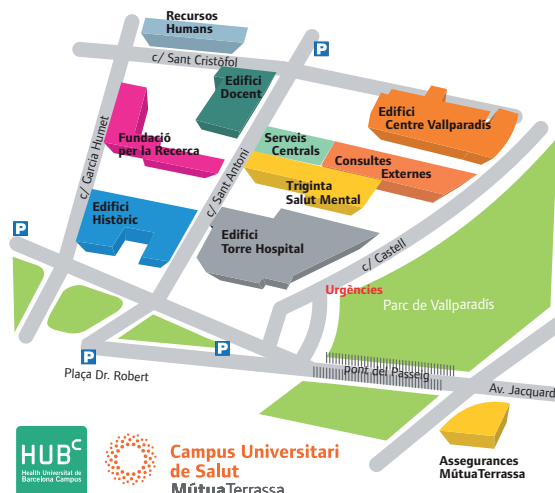 Recursos
Humans
P
c/ Sant Cristòfol
Edifici
Docent
Edifici
Centre Vallparadís
c/ Garcia Humet
Fundació
per la Recerca
Serveis
Centrals
Consultes
Externes
c/ Sant Antoni
Triginta
Salut Mental
Edifici
Històric
P
Edifici
Torre Hospital
c/ Castell
Urgències
Parc de Vallparadís
P
P
Plaça Dr. Robert
pont del Passeig
Av. Jacquard
HUBc
Health Universitat de
Barcelona Campus
Campus Universitari
de Salut
MútuaTerrassa
Assegurances
MútuaTerrassa